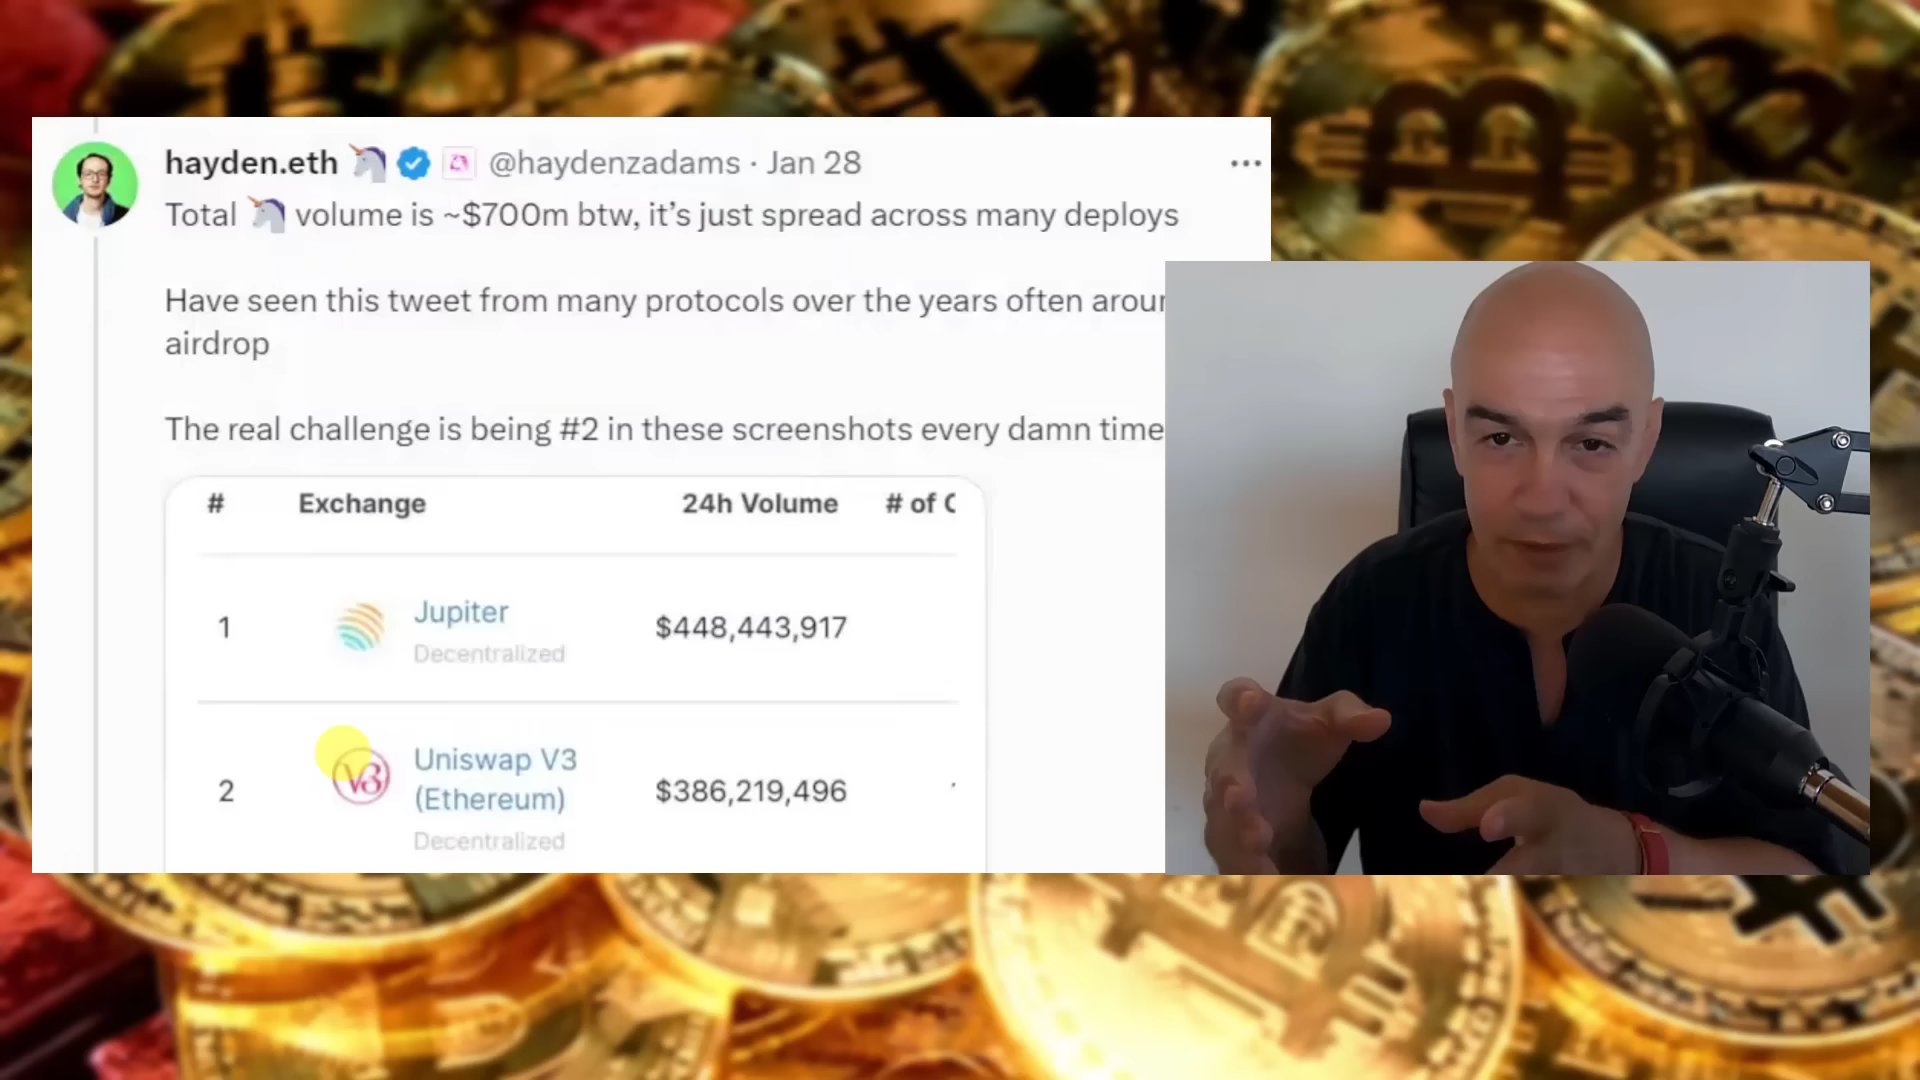 hayden.eth 🦄 @haydenzadams · Jan 28
Total 🦄 volume is ~$700m btw, it’s just spread across many deploys
Have seen this tweet from many protocols over the years often
airdrop
The real challenge is being #2 in these screenshots every damn time
# Exchange 24h Volume # of
1 Jupiter $448,443,917
Decentralized
2 Uniswap V3 $386,219,496
(Ethereum)
Decentralized